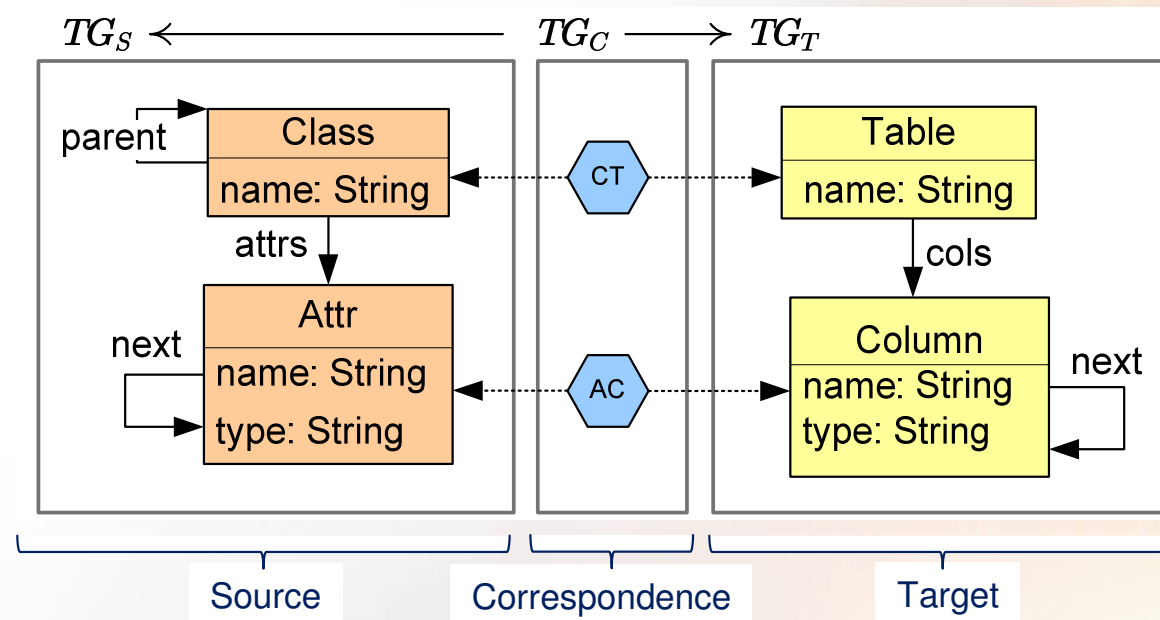 TG_S TG_C TG_T
parent
Class
name: String
attrs
next
Attr
name: String
type: String
CT
AC
Table
name: String
cols
Column
name: String
type: String
next
Source
Correspondence
Target